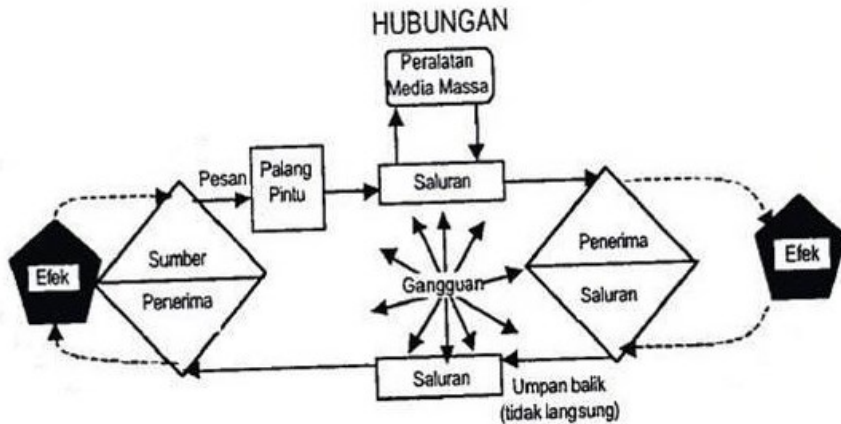 HUBUNGAN
Peralatan
Media Massa
Pesan
Palang
Pintu
Saluran
Efek
Sumber
Penerima
Gangguan
Penerima
Saluran
Efek
Saluran
Umpan balik
(tidak langsung)